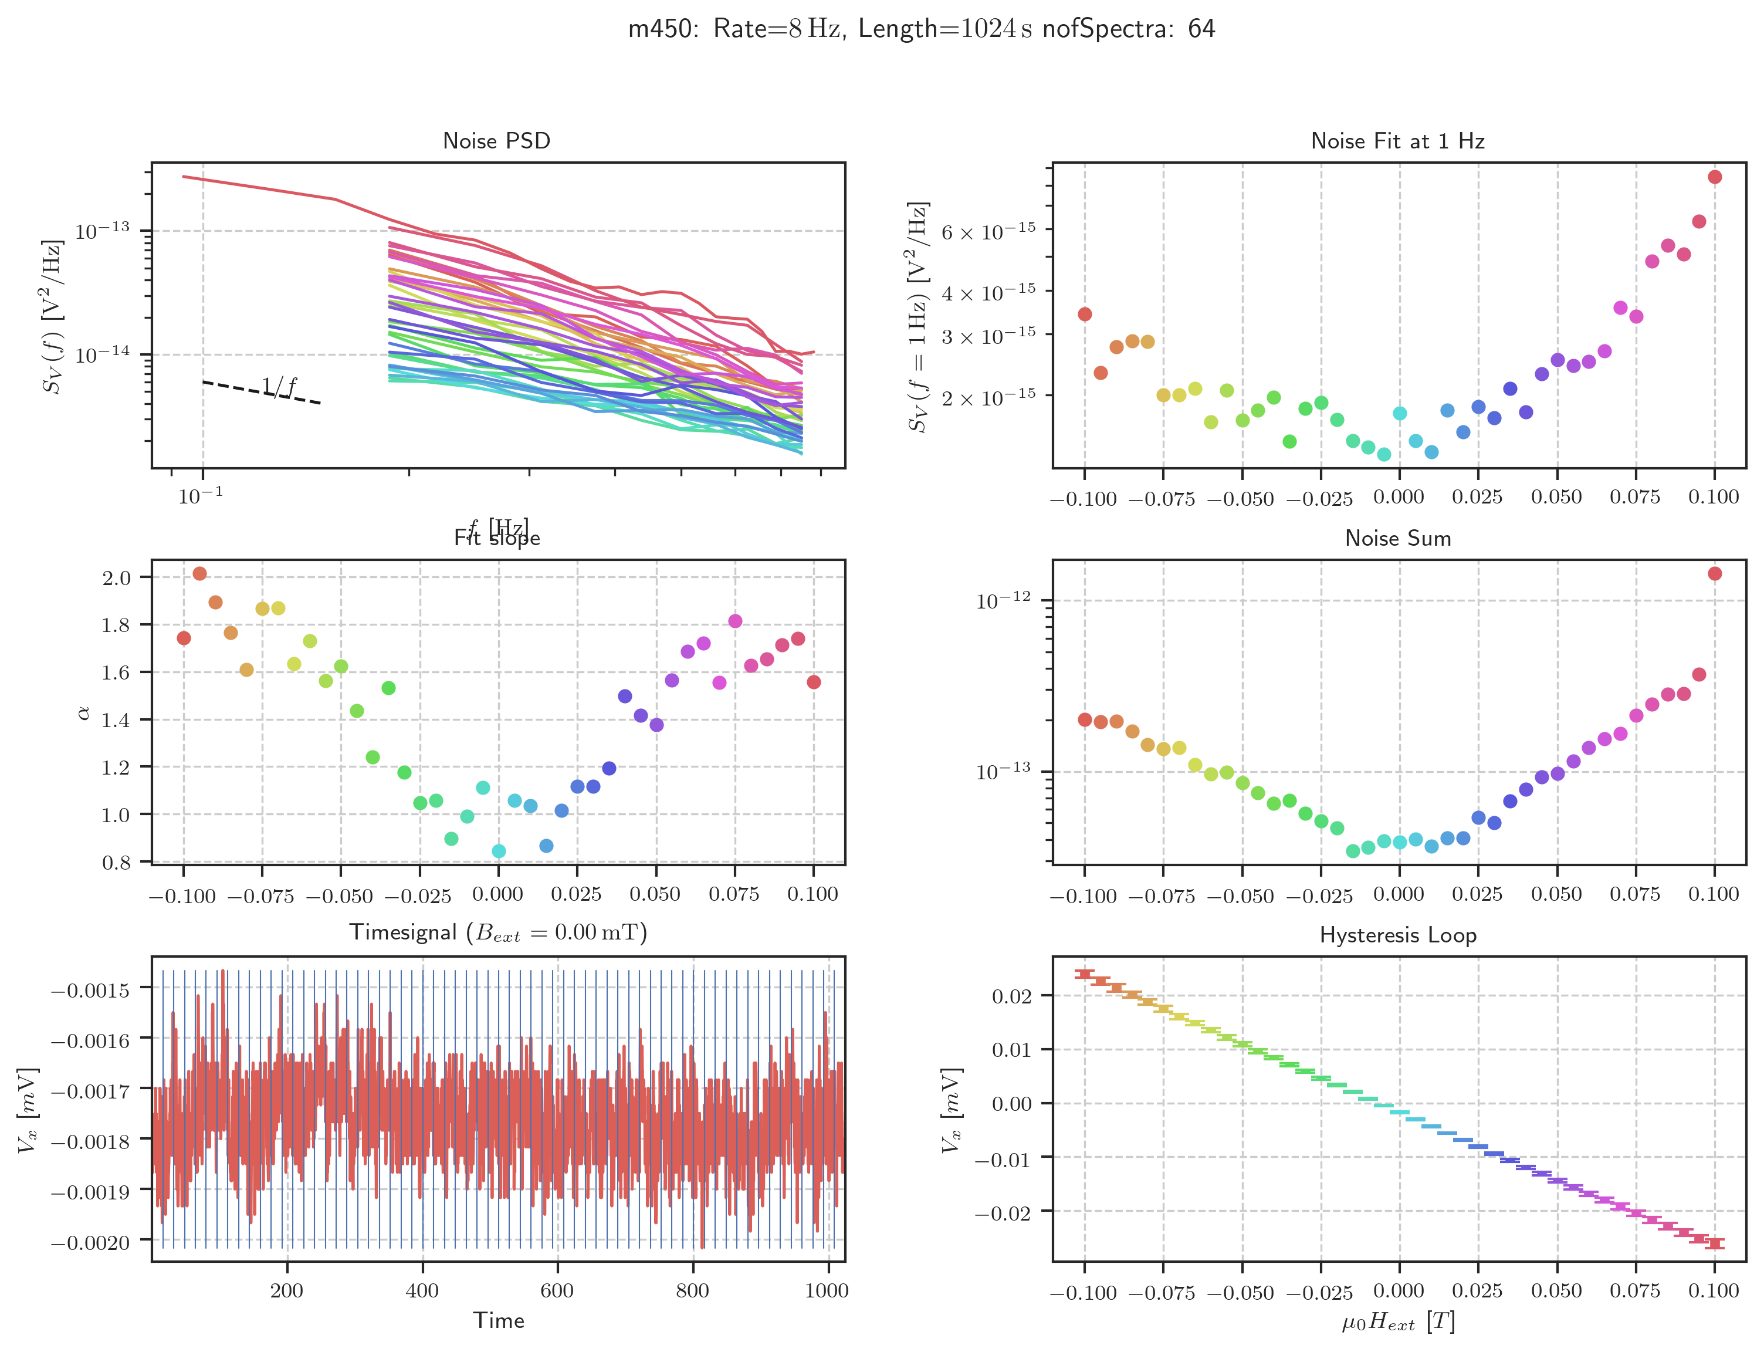 m450: Rate=8 Hz, Length=1024 s nofSpectra: 64
Noise PSD
S_V(f) [V²/Hz]
10⁻¹³
10⁻¹⁴
1/f
10⁻¹
f [Hz]
Noise Fit at 1 Hz
S_V(f = 1 Hz) [V²/Hz]
6 × 10⁻¹⁵
4 × 10⁻¹⁵
3 × 10⁻¹⁵
2 × 10⁻¹⁵
−0.100 −0.075 −0.050 −0.025 0.000 0.025 0.050 0.075 0.100
Fit slope
α
2.0
1.8
1.6
1.4
1.2
1.0
0.8
−0.100 −0.075 −0.050 −0.025 0.000 0.025 0.050 0.075 0.100
Noise Sum
10⁻¹²
10⁻¹³
−0.100 −0.075 −0.050 −0.025 0.000 0.025 0.050 0.075 0.100
Timesignal (B_ext = 0.00 mT)
V_x [mV]
−0.0015
−0.0016
−0.0017
−0.0018
−0.0019
−0.0020
200 400 600 800 1000
Time
Hysteresis Loop
V_x [mV]
0.02
0.01
0.00
−0.01
−0.02
−0.100 −0.075 −0.050 −0.025 0.000 0.025 0.050 0.075 0.100
μ₀H_ext [T]